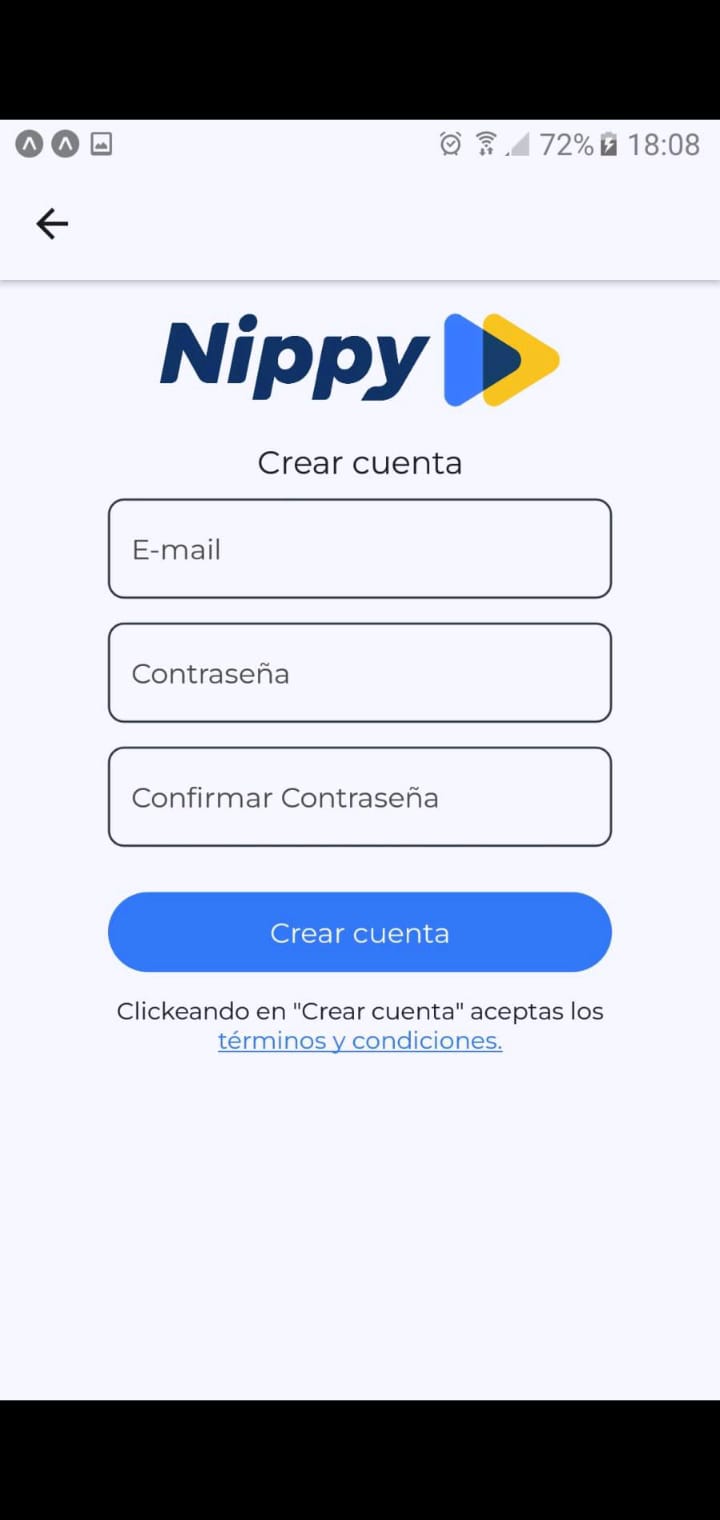 72% 18:08
Nippy
Crear cuenta
E-mail
Contraseña
Confirmar Contraseña
Crear cuenta
Clickeando en "Crear cuenta" aceptas los
términos y condiciones.